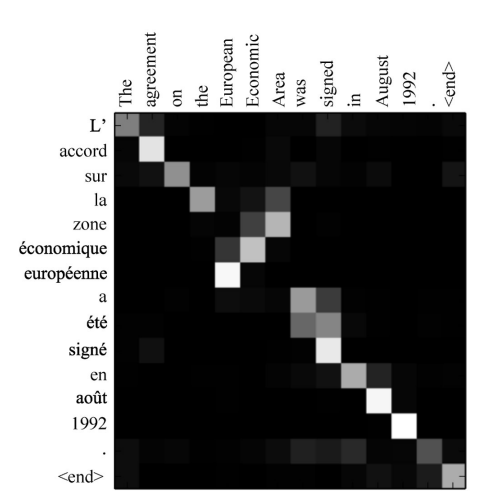 The
agreement
on
the
European
Economic
Area
was
signed
in
August
1992
.
<end>
L'
accord
sur
la
zone
économique
européenne
a
été
signé
en
août
1992
.
<end>